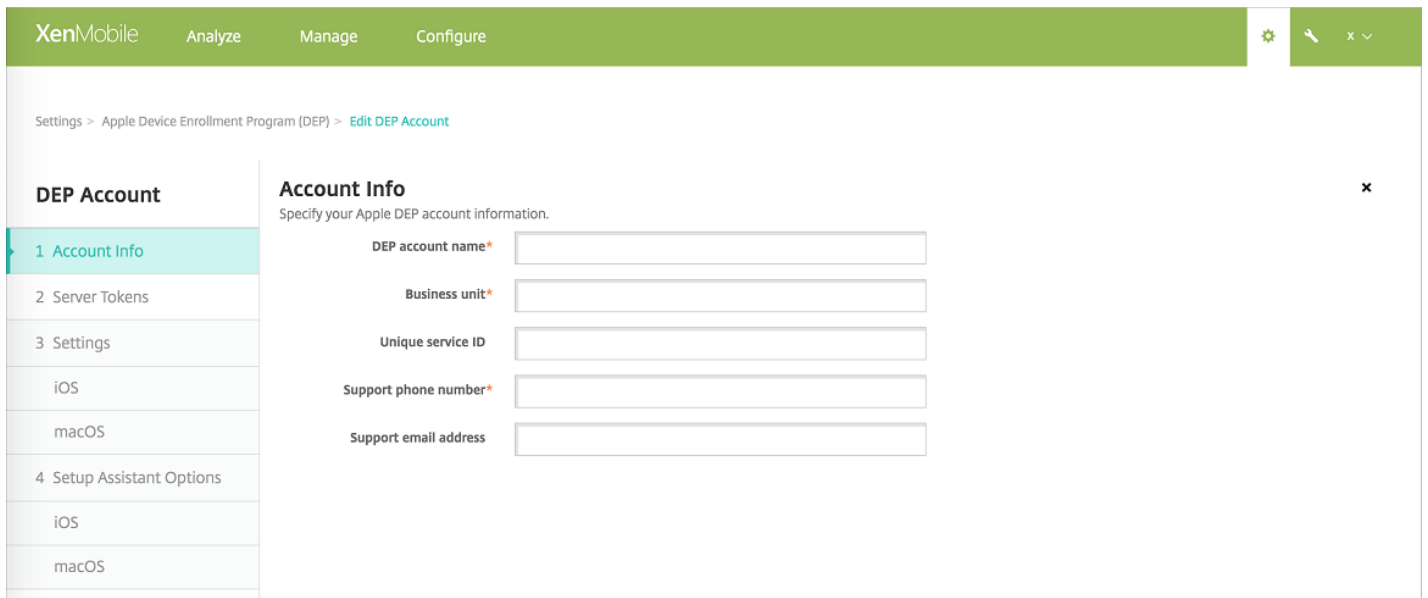 XenMobile Analyze Manage Configure x
Settings > Apple Device Enrollment Program (DEP) > Edit DEP Account
DEP Account
1 Account Info
2 Server Tokens
3 Settings
iOS
macOS
4 Setup Assistant Options
iOS
macOS
Account Info
Specify your Apple DEP account information.
DEP account name*
Business unit*
Unique service ID
Support phone number*
Support email address